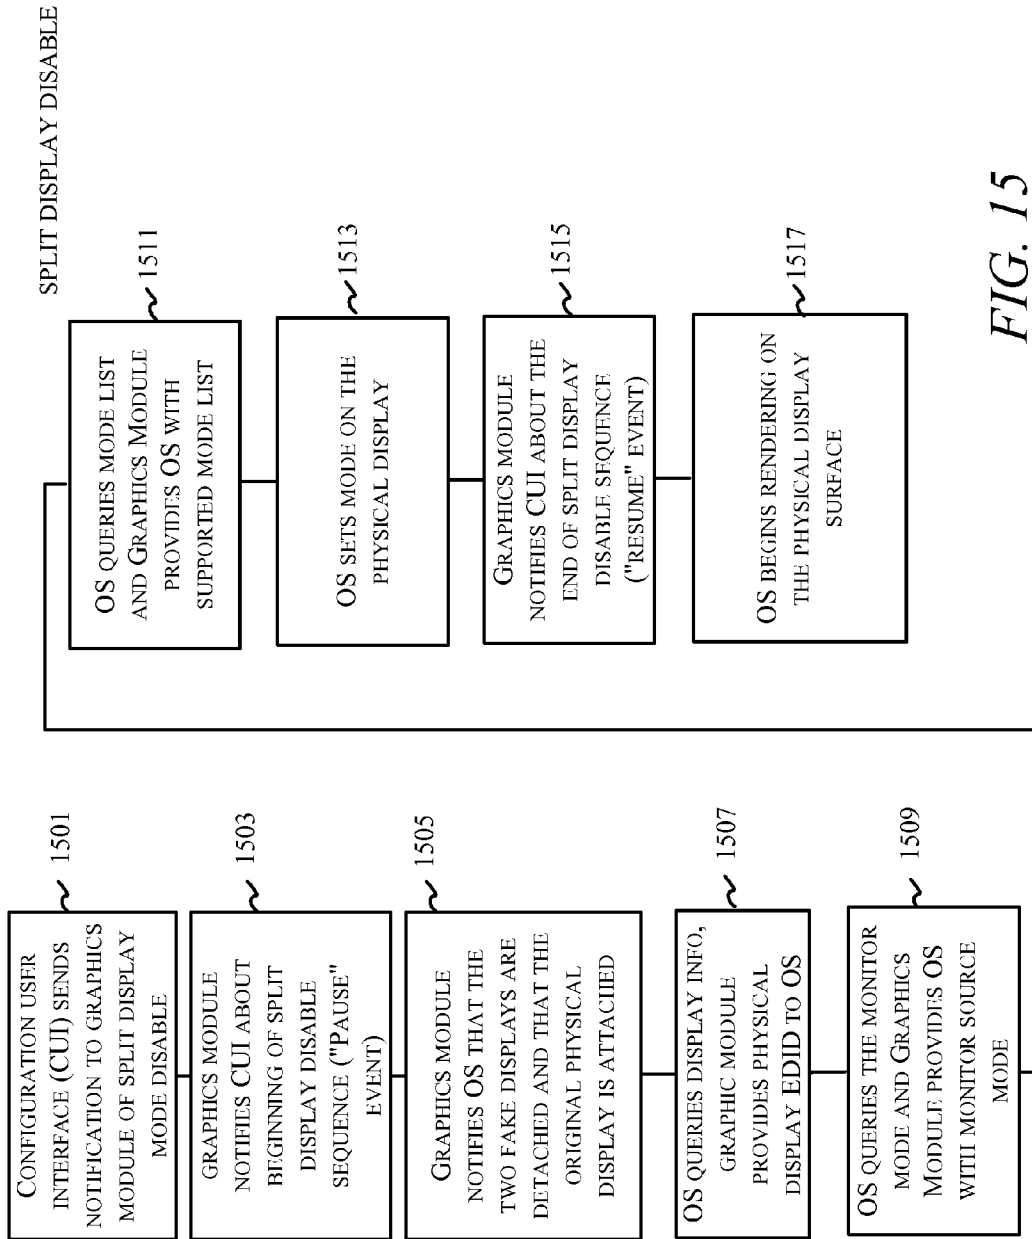 SPLIT DISPLAY DISABLE
CONFIGURATION USER
INTERFACE (CUI) SENDS
NOTIFICATION TO GRAPHICS
MODULE OF SPLIT DISPLAY
MODE DISABLE
1501
GRAPHICS MODULE
NOTIFIES CUI ABOUT
BEGINNING OF SPLIT
DISPLAY DISABLE
SEQUENCE ("PAUSE"
EVENT)
1503
GRAPHICS MODULE
NOTIFIES OS THAT THE
TWO FAKE DISPLAYS ARE
DETACHED AND THAT THE
ORIGINAL PHYSICAL
DISPLAY IS ATTACHED
1505
OS QUERIES DISPLAY INFO,
GRAPHIC MODULE
PROVIDES PHYSICAL
DISPLAY EDID TO OS
1507
OS QUERIES THE MONITOR
MODE AND GRAPHICS
MODULE PROVIDES OS
WITH MONITOR SOURCE
MODE
1509
OS QUERIES MODE LIST
AND GRAPHICS MODULE
PROVIDES OS WITH
SUPPORTED MODE LIST
1511
OS SETS MODE ON THE
PHYSICAL DISPLAY
1513
GRAPHICS MODULE
NOTIFIES CUI ABOUT THE
END OF SPLIT DISPLAY
DISABLE SEQUENCE
("RESUME" EVENT)
1515
OS BEGINS RENDERING ON
THE PHYSICAL DISPLAY
SURFACE
1517
FIG. 15